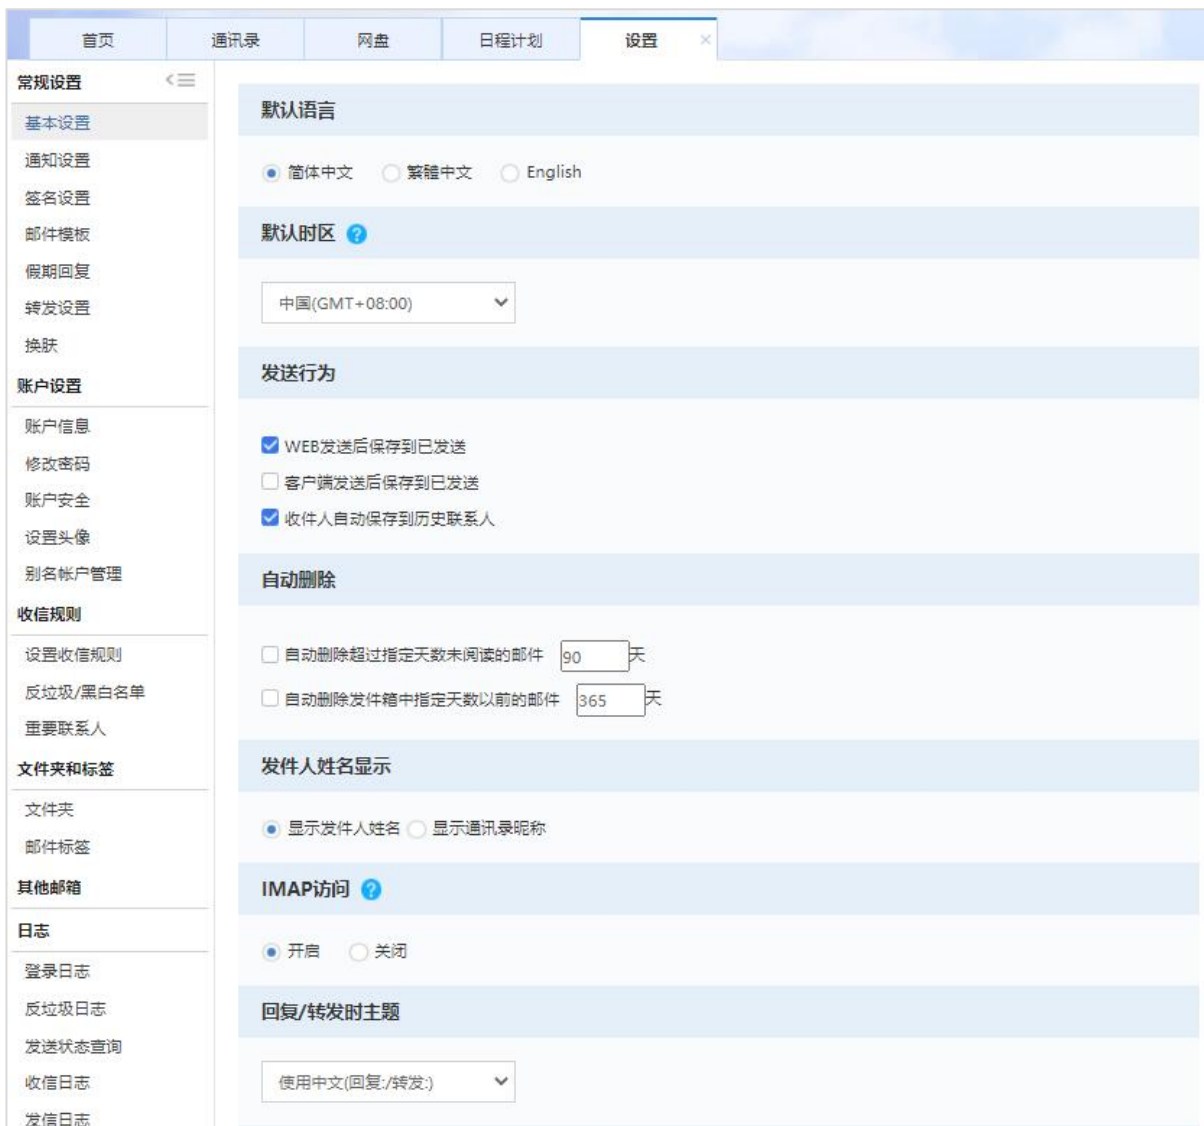 首页 通讯录 网盘 日程计划 设置 ×
常规设置
基本设置
通知设置
签名设置
邮件模板
假期回复
转发设置
换肤
账户设置
账户信息
修改密码
账户安全
设置头像
别名帐户管理
收信规则
设置收信规则
反垃圾/黑白名单
重要联系人
文件夹和标签
文件夹
邮件标签
其他邮箱
日志
登录日志
反垃圾日志
发送状态查询
收信日志
发信日志
默认语言
简体中文 繁體中文 English
默认时区 ?
中国(GMT+08:00)
发送行为
WEB发送后保存到已发送
客户端发送后保存到已发送
收件人自动保存到历史联系人
自动删除
自动删除超过指定天数未阅读的邮件 90 天
自动删除发件箱中指定天数以前的邮件 365 天
发件人姓名显示
显示发件人姓名 显示通讯录昵称
IMAP访问 ?
开启 关闭
回复/转发时主题
使用中文(回复:/转发:)